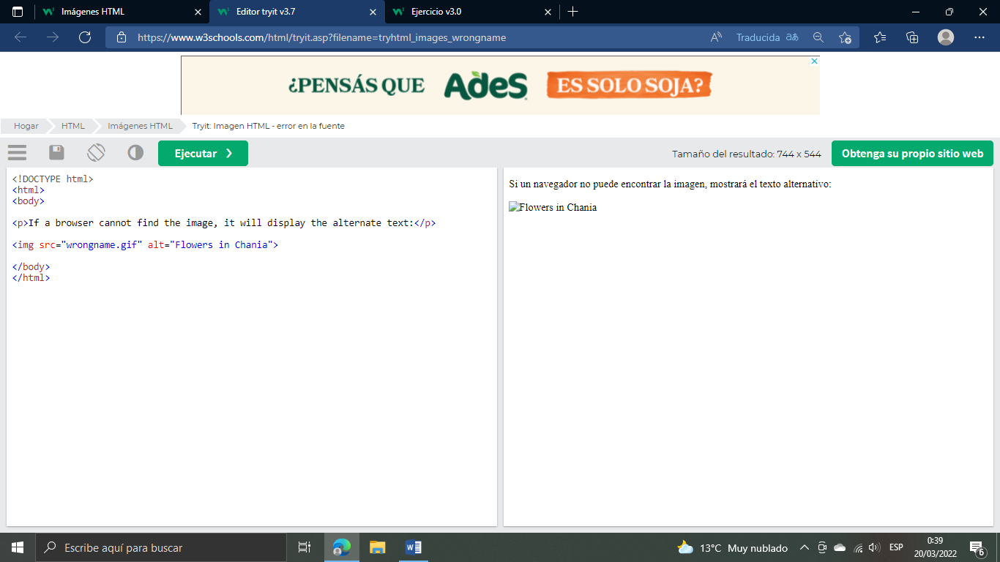 Imágenes HTML
Editor tryit v3.7
Ejercicio v3.0
https://www.w3schools.com/html/tryit.asp?filename=tryhtml_images_wrongname
Traducida
¿PENSÁS QUE AdeS ES SOLO SOJA?
Hogar
HTML
Imágenes HTML
Tryit: Imagen HTML - error en la fuente
Ejecutar ❯
Tamaño del resultado: 744 x 544
Obtenga su propio sitio web
<!DOCTYPE html>
<html>
<body>
<p>If a browser cannot find the image, it will display the alternate text:</p>
<img src="wrongname.gif" alt="Flowers in Chania">
</body>
</html>
Si un navegador no puede encontrar la imagen, mostrará el texto alternativo:
Flowers in Chania
Escribe aquí para buscar
13°C Muy nublado
ESP
0:39
20/03/2022
6